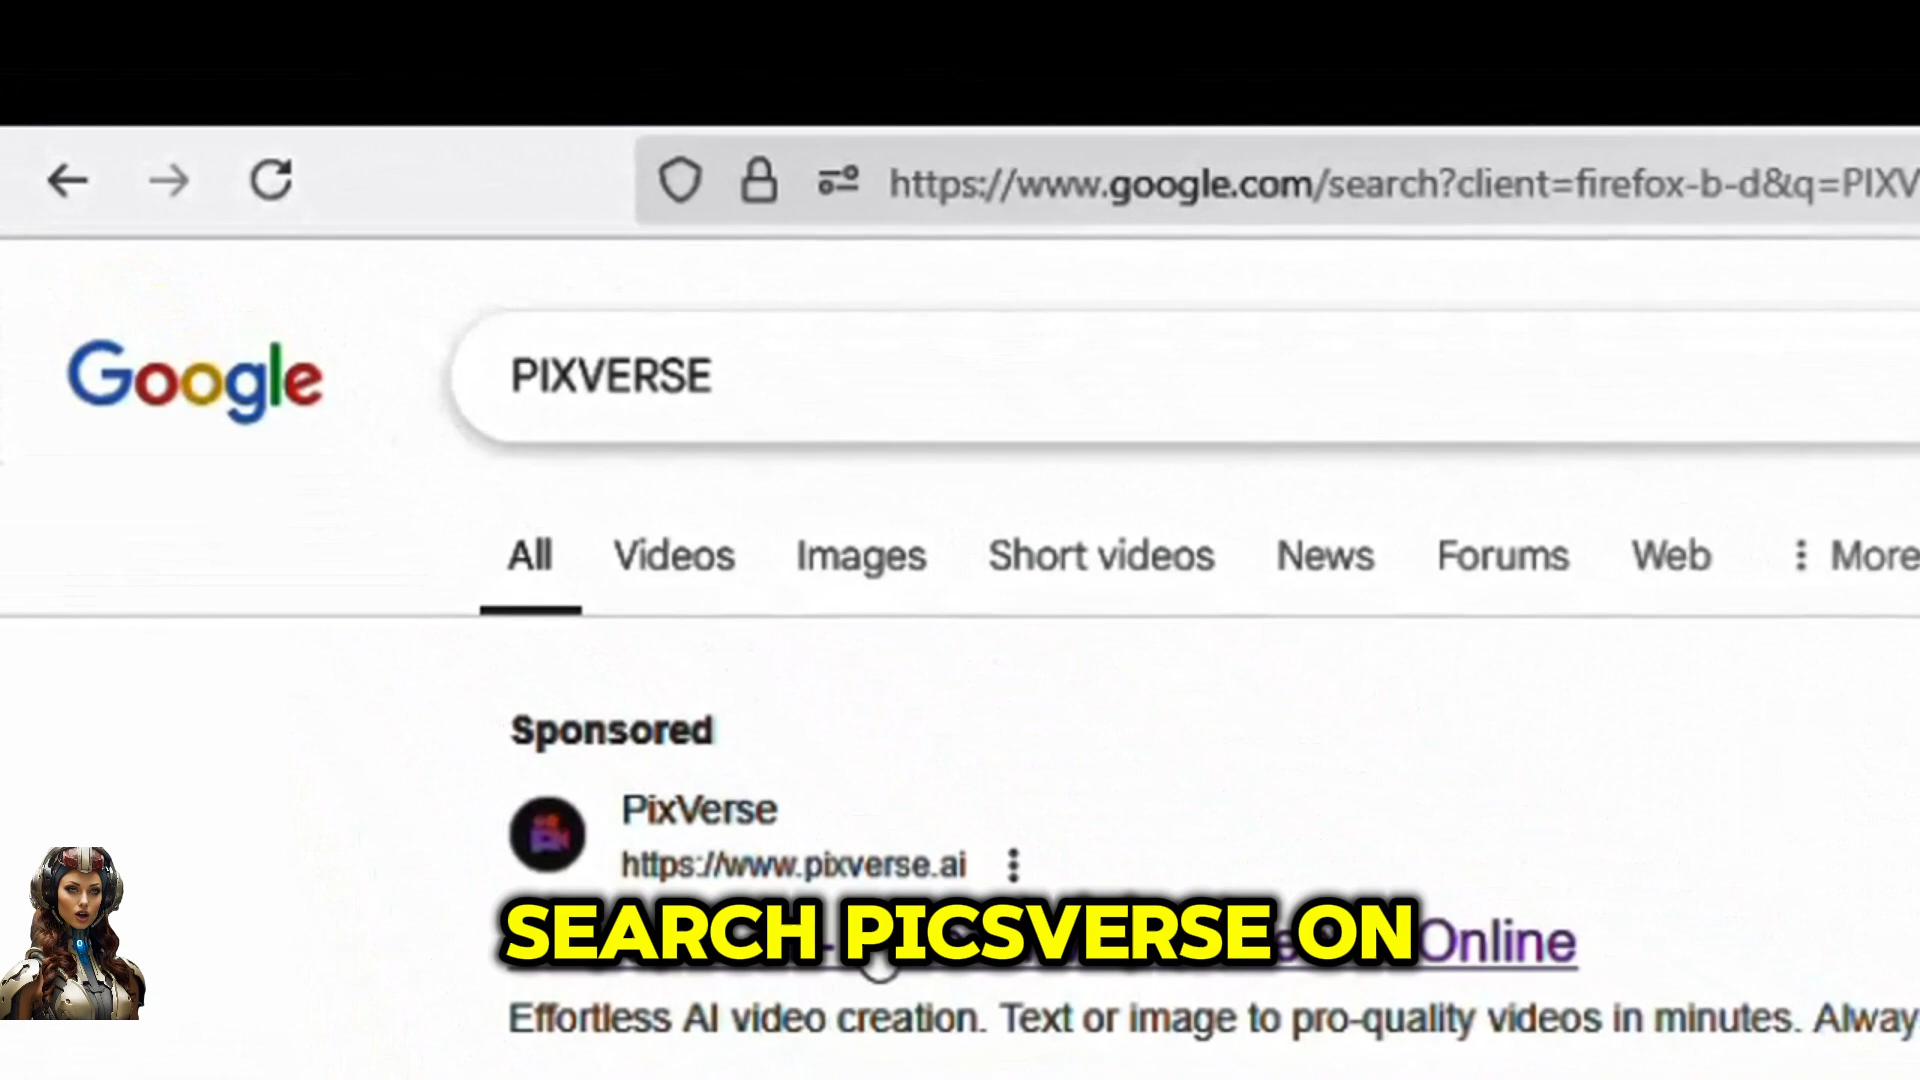 https://www.google.com/search?client=firefox-b-d&q=PIXV
Google
PIXVERSE
All Videos Images Short videos News Forums Web More
Sponsored
PixVerse
https://www.pixverse.ai
SEARCH PICSVERSE ON
Online
Effortless AI video creation. Text or image to pro-quality videos in minutes. Alway